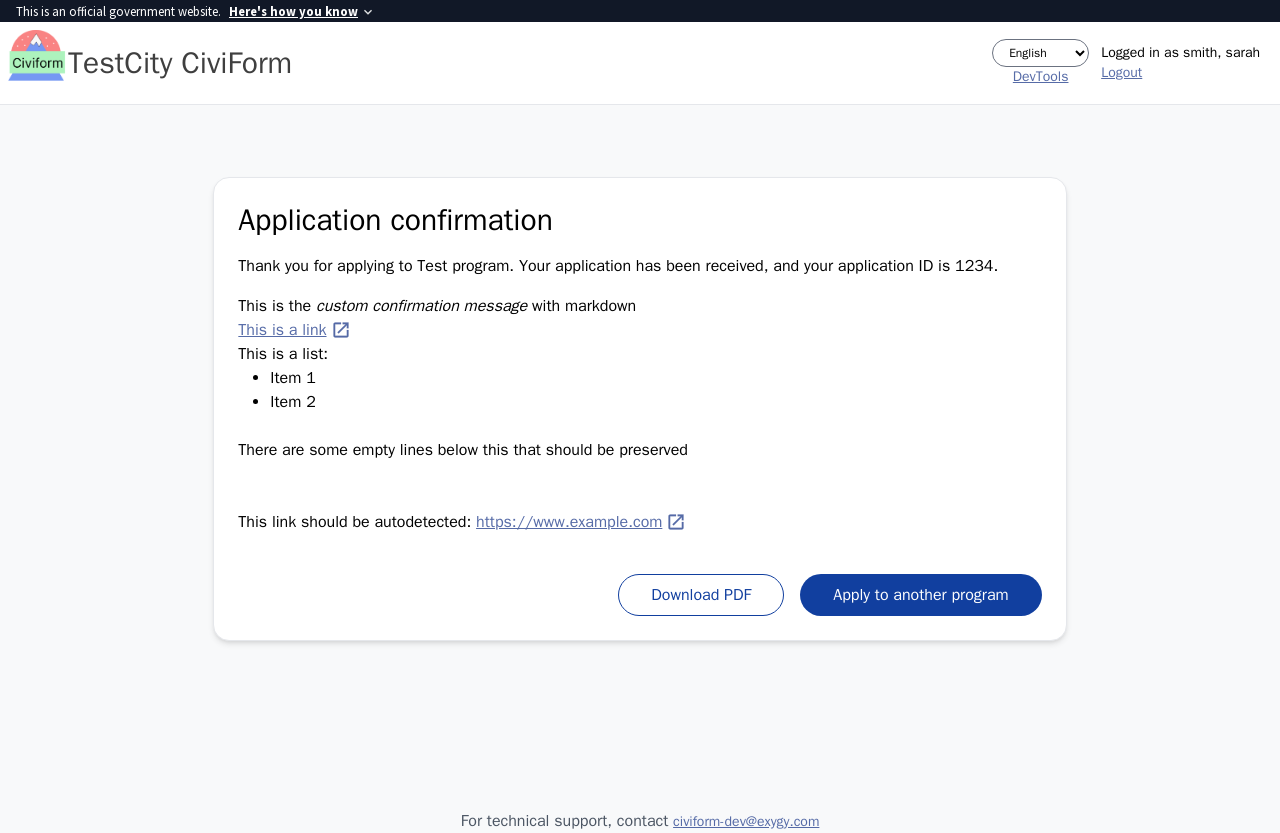 This is an official government website. Here's how you know
Civiform
TestCity CiviForm
English
DevTools
Logged in as smith, sarah
Logout
Application confirmation
Thank you for applying to Test program. Your application has been received, and your application ID is 1234.
This is the custom confirmation message with markdown
This is a link
This is a list:
• Item 1
• Item 2
There are some empty lines below this that should be preserved
This link should be autodetected: https://www.example.com
Download PDF
Apply to another program
For technical support, contact civiform-dev@exygy.com